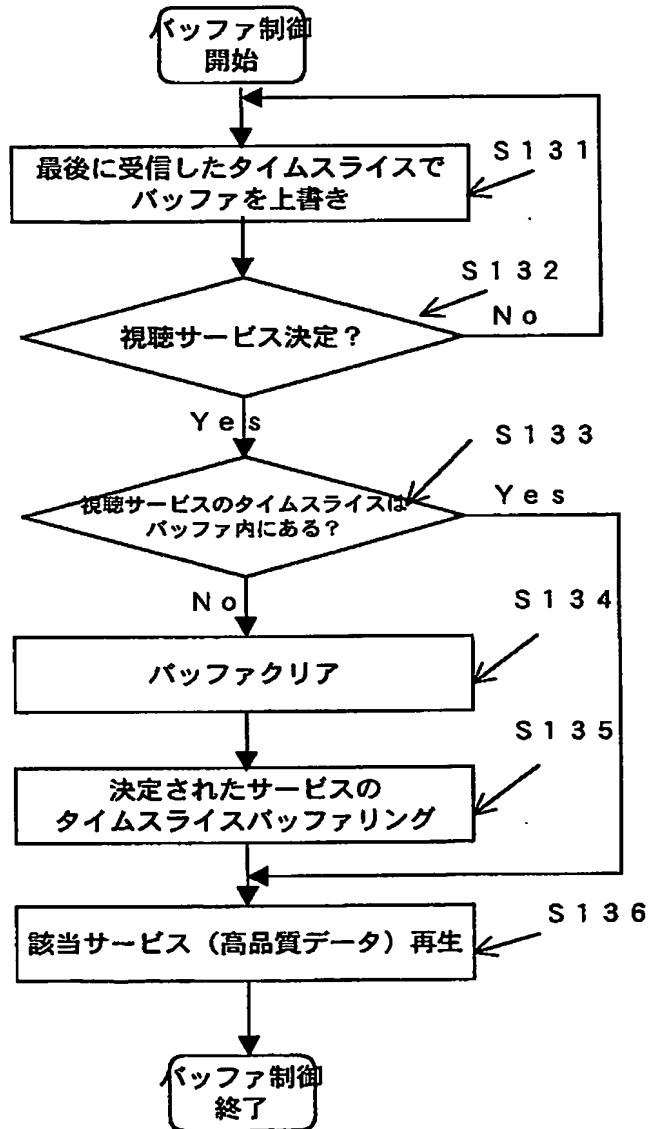 バッファ制御
開始
最後に受信したタイムスライスで
バッファを上書き
S131
S132
視聴サービス決定？
No
Yes
S133
視聴サービスのタイムスライスは
バッファ内にある？
Yes
No
S134
バッファクリア
S135
決定されたサービスの
タイムスライスバッファリング
S136
該当サービス（高品質データ）再生
バッファ制御
終了